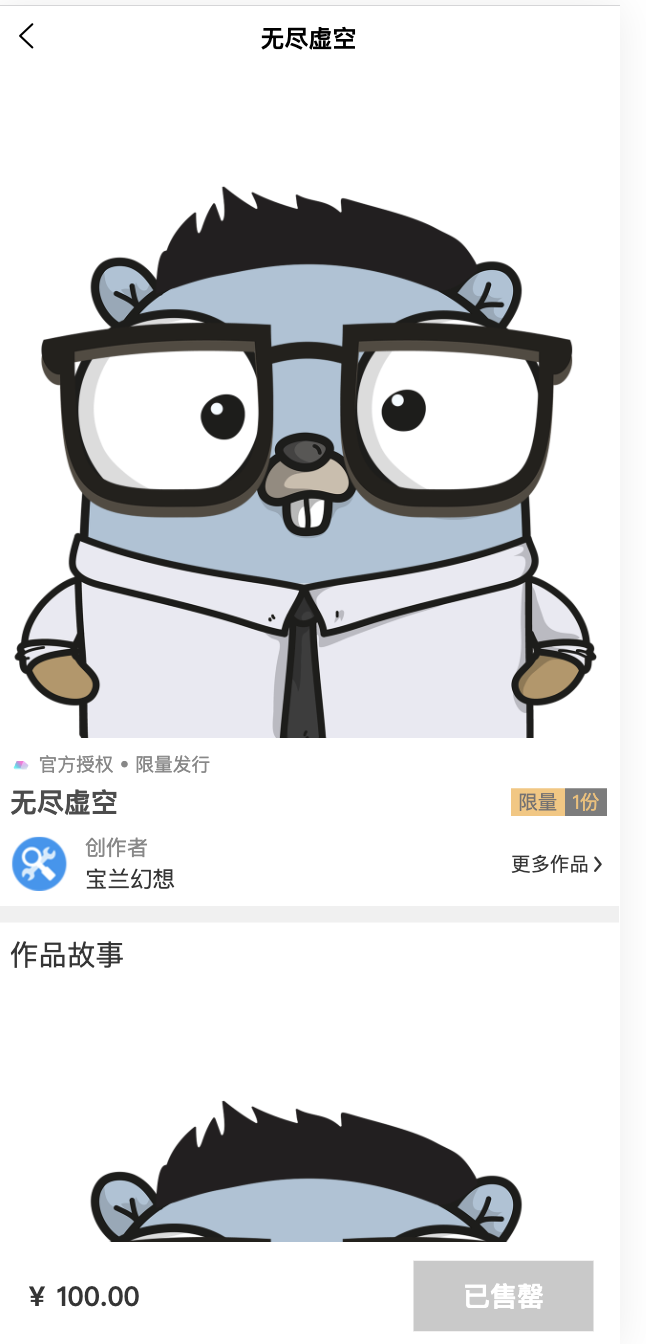 无尽虚空
官方授权 • 限量发行
无尽虚空
限量 1份
创作者
宝兰幻想
更多作品
作品故事
¥ 100.00
已售罄